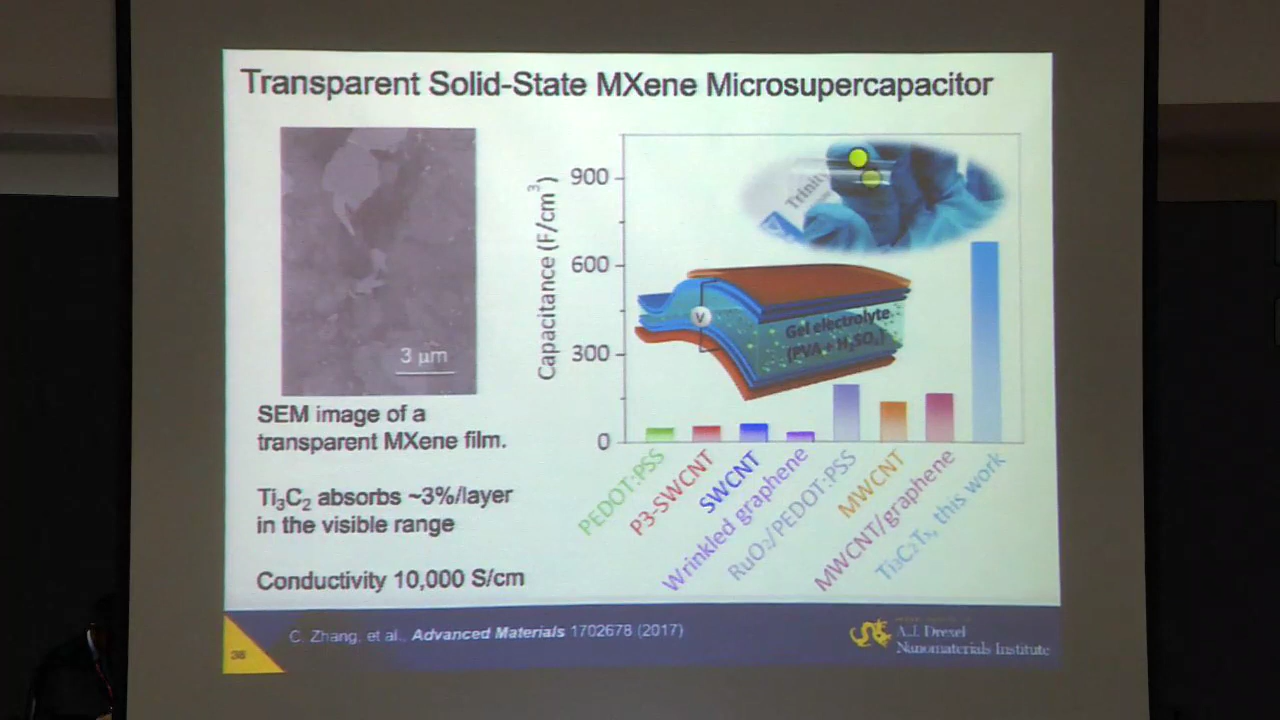 Transparent Solid-State MXene Microsupercapacitor
3 μm
SEM image of a
transparent MXene film.
Ti₃C₂ absorbs ~3%/layer
in the visible range
Conductivity 10,000 S/cm
Capacitance (F/cm³)
900
600
300
0
Trinity
V
Gel electrolyte
(PVA + H₂SO₄)
PEDOT:PSS
P3-SWCNT
SWCNT
Wrinkled graphene
RuO₂/PEDOT:PSS
MWCNT
MWCNT/graphene
Ti₃C₂Tₓ, this work
38
C. Zhang, et al., Advanced Materials 1702678 (2017)
A.J. Drexel
Nanomaterials Institute